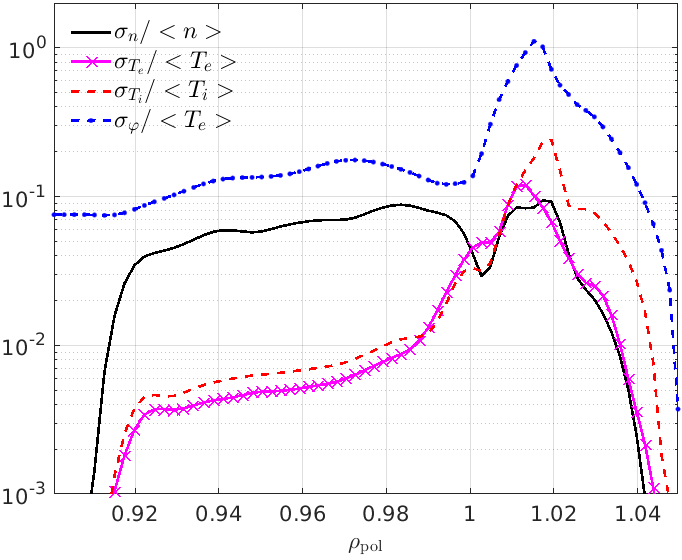 σ_n/ < n >
σ_{T_e}/ < T_e >
σ_{T_i}/ < T_i >
σ_φ/ < T_e >
10^0
10^{-1}
10^{-2}
10^{-3}
0.92 0.94 0.96 0.98 1 1.02 1.04
ρ_pol